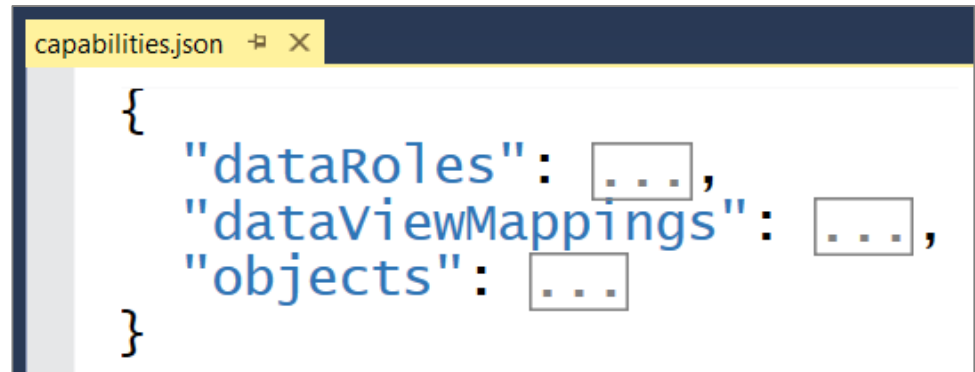 capabilities.json
{
"dataRoles": ...,
"dataViewMappings": ...,
"objects": ...
}